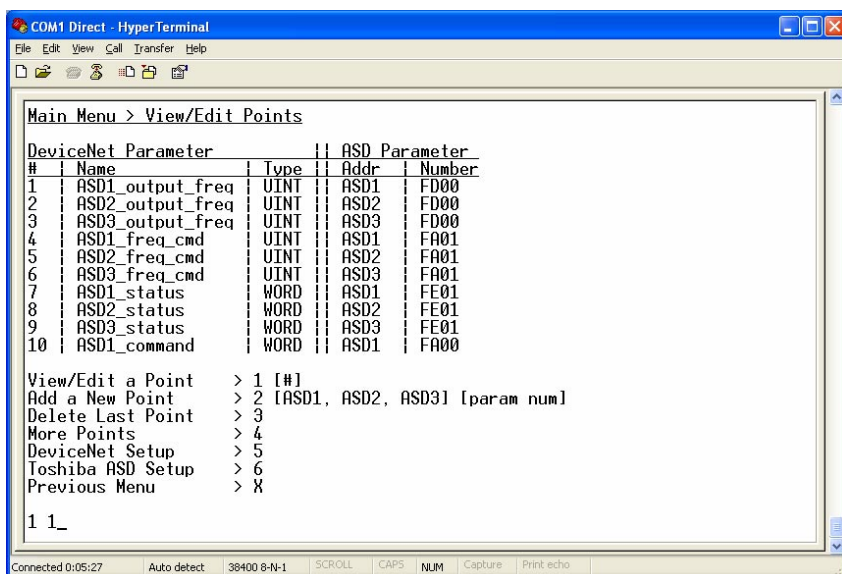 COM1 Direct - HyperTerminal
File Edit View Call Transfer Help
Main Menu > View/Edit Points
DeviceNet Parameter || ASD Parameter
# | Name | Type || Addr | Number
1 | ASD1_output_freq | UINT || ASD1 | FD00
2 | ASD2_output_freq | UINT || ASD2 | FD00
3 | ASD3_output_freq | UINT || ASD3 | FD00
4 | ASD1_freq_cmd | UINT || ASD1 | FA01
5 | ASD2_freq_cmd | UINT || ASD2 | FA01
6 | ASD3_freq_cmd | UINT || ASD3 | FA01
7 | ASD1_status | WORD || ASD1 | FE01
8 | ASD2_status | WORD || ASD2 | FE01
9 | ASD3_status | WORD || ASD3 | FE01
10 | ASD1_command | WORD || ASD1 | FA00
View/Edit a Point > 1 [#]
Add a New Point > 2 [ASD1, ASD2, ASD3] [param num]
Delete Last Point > 3
More Points > 4
DeviceNet Setup > 5
Toshiba ASD Setup > 6
Previous Menu > X
1 1_
Connected 0:05:27 Auto detect 38400 8-N-1 SCROLL CAPS NUM Capture Print echo